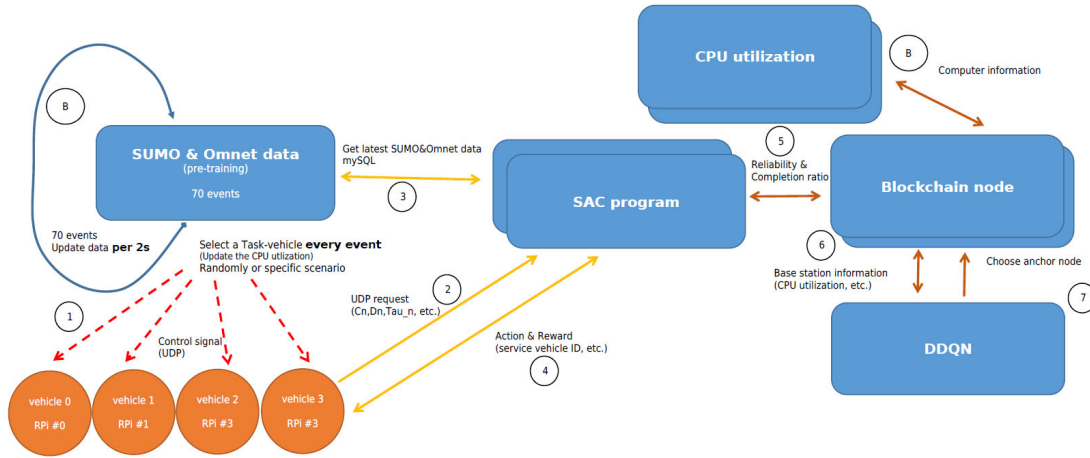 CPU utilization
B
Computer information
B
SUMO & Omnet data
(pre-training)
70 events
Get latest SUMO&Omnet data
mySQL
3
SAC program
5
Reliability &
Completion ratio
Blockchain node
70 events
Update data per 2s
Select a Task-vehicle every event
(Update the CPU utlization)
Randomly or specific scenario
6
Base station information
(CPU utilization, etc.)
Choose anchor node
7
DDQN
1
Control signal
(UDP)
2
UDP request
(Cn,Dn,Tau_n, etc.)
Action & Reward
(service vehicle ID, etc.)
4
vehicle 0
RPi #0
vehicle 1
RPi #1
vehicle 2
RPi #3
vehicle 3
RPi #3